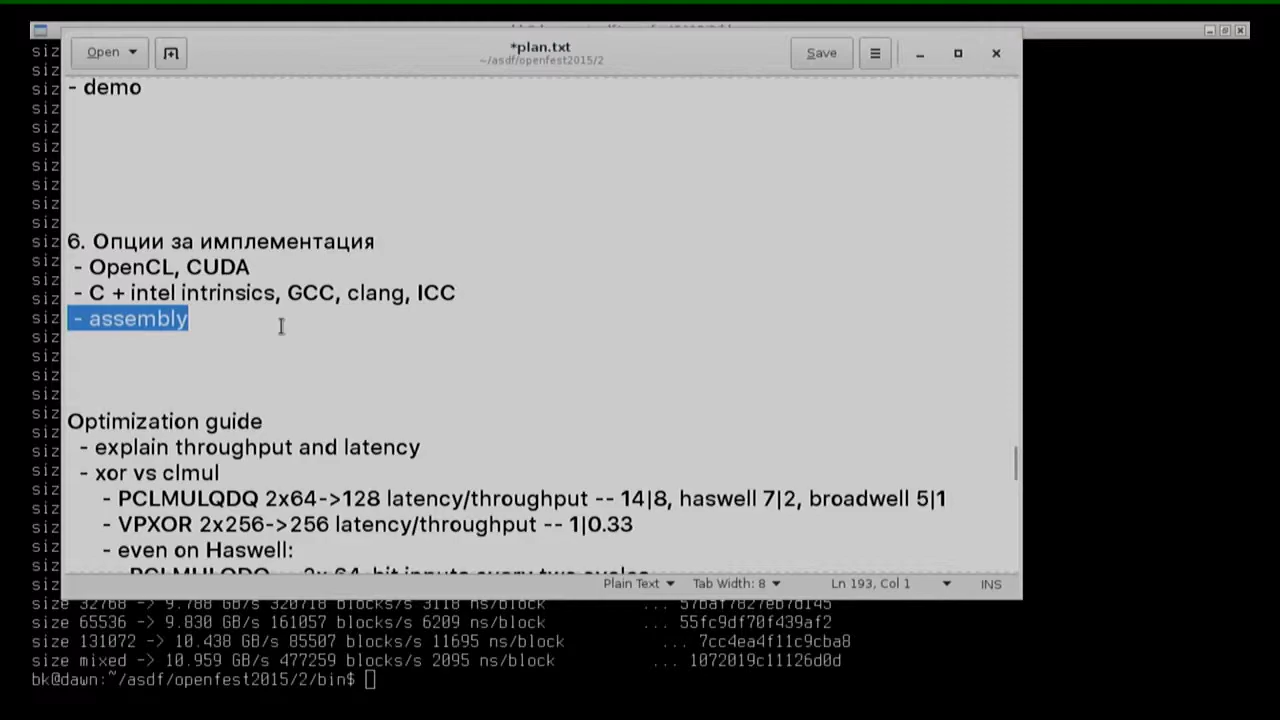 Open
*plan.txt
~/asdf/openfest2015/2
Save
- demo
6. Опции за имплементация
- OpenCL, CUDA
- C + intel intrinsics, GCC, clang, ICC
- assembly
Optimization guide
- explain throughput and latency
- xor vs clmul
- PCLMULQDQ 2x64->128 latency/throughput -- 14|8, haswell 7|2, broadwell 5|1
- VPXOR 2x256->256 latency/throughput -- 1|0.33
- even on Haswell:
Plain Text
Tab Width: 8
Ln 193, Col 1
INS
size 32768 -> 9.788 GB/s 320718 blocks/s 3118 ns/block ... 57baf7827eb7d145
size 65536 -> 9.830 GB/s 161057 blocks/s 6209 ns/block ... 55fc9df70f439af2
size 131072 -> 10.438 GB/s 85507 blocks/s 11695 ns/block ... 7cc4ea4f11c9cba8
size mixed -> 10.959 GB/s 477259 blocks/s 2095 ns/block ... 1072019c11126d0d
bk@dawn:~/asdf/openfest2015/2/bin$